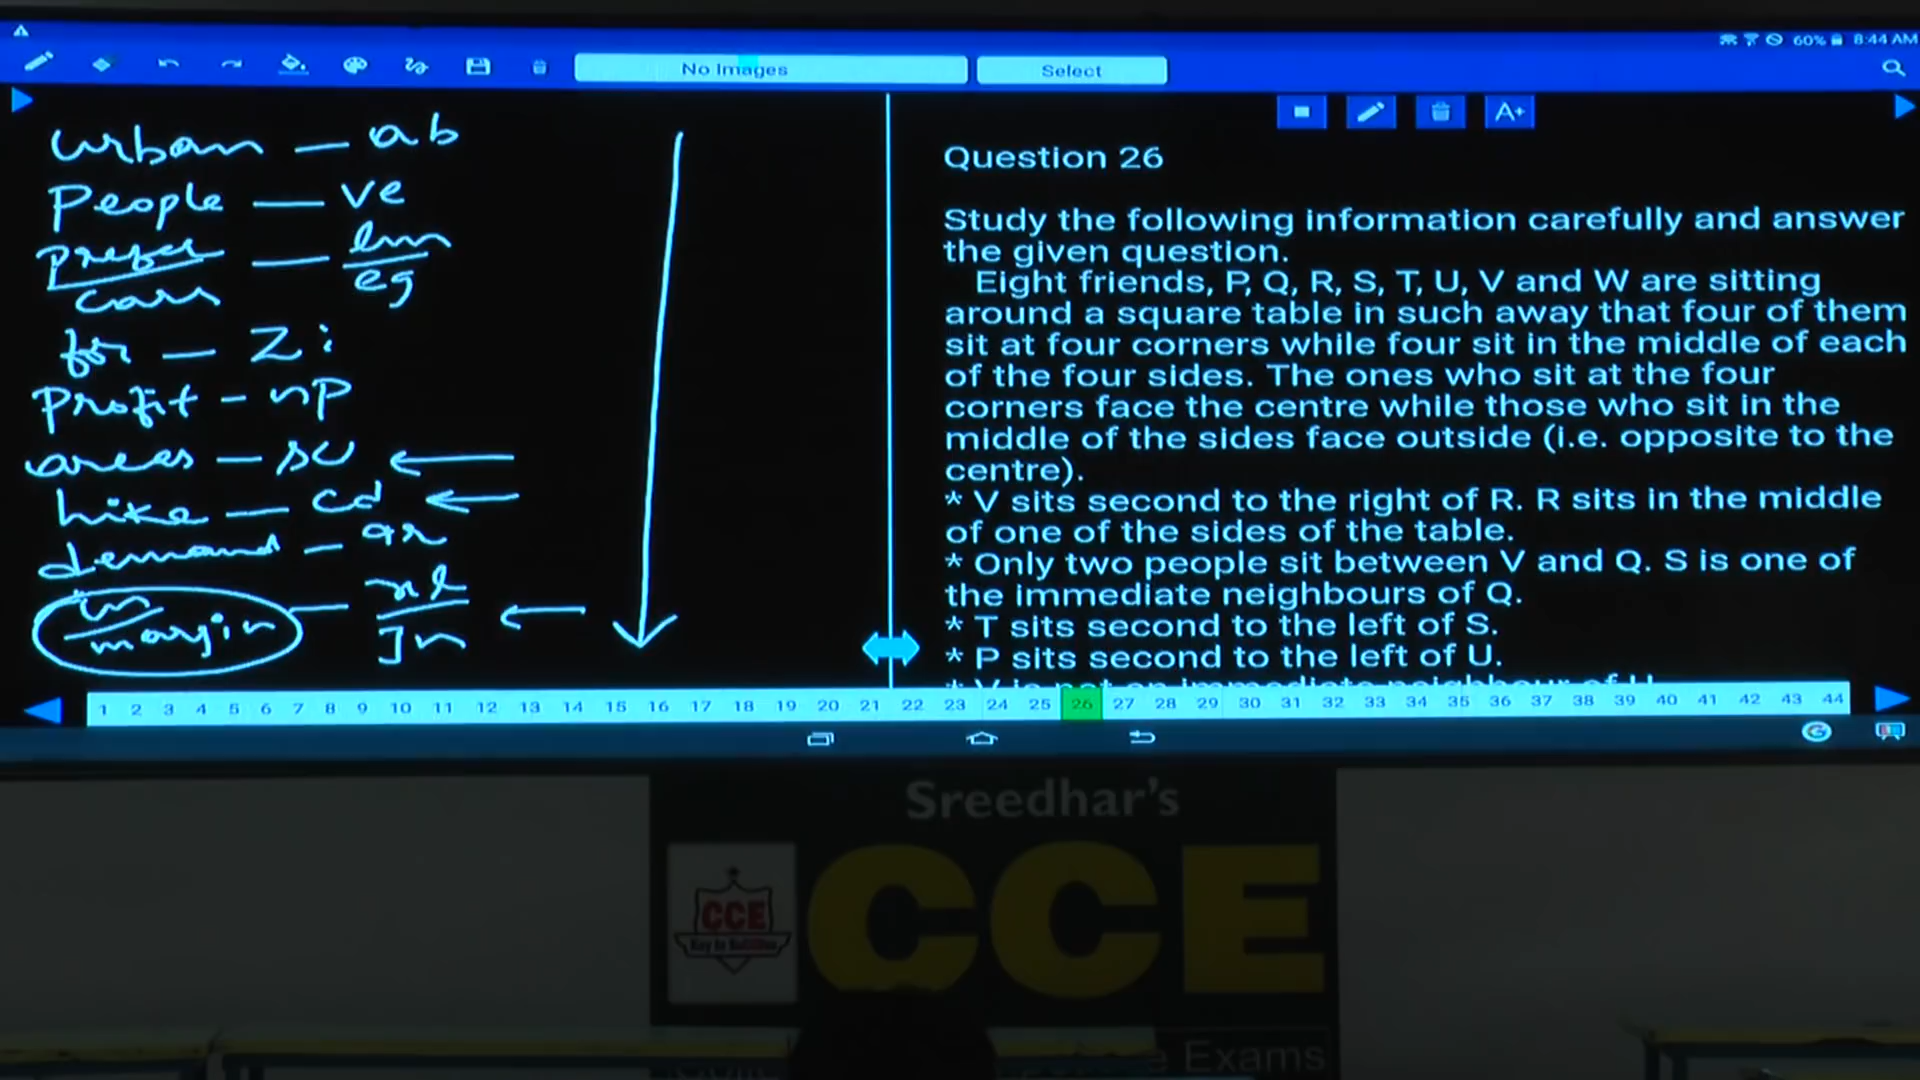 60% 8:44 AM
No Images Select
A+
urban — ab
People — ve
prefer — lm
cars eg
for — Zi
Profit - np
areas — su
hike — cd
demand — qr
in — xl
margin Jn
Question 26
Study the following information carefully and answer
the given question.
Eight friends, P, Q, R, S, T, U, V and W are sitting
around a square table in such away that four of them
sit at four corners while four sit in the middle of each
of the four sides. The ones who sit at the four
corners face the centre while those who sit in the
middle of the sides face outside (i.e. opposite to the
centre).
* V sits second to the right of R. R sits in the middle
of one of the sides of the table.
* Only two people sit between V and Q. S is one of
the immediate neighbours of Q.
* T sits second to the left of S.
* P sits second to the left of U.
* V is not an immediate neighbour of U.
1 2 3 4 5 6 7 8 9 10 11 12 13 14 15 16 17 18 19 20 21 22 23 24 25 26 27 28 29 30 31 32 33 34 35 36 37 38 39 40 41 42 43 44
Sreedhar's
CCE
CCE
Exams